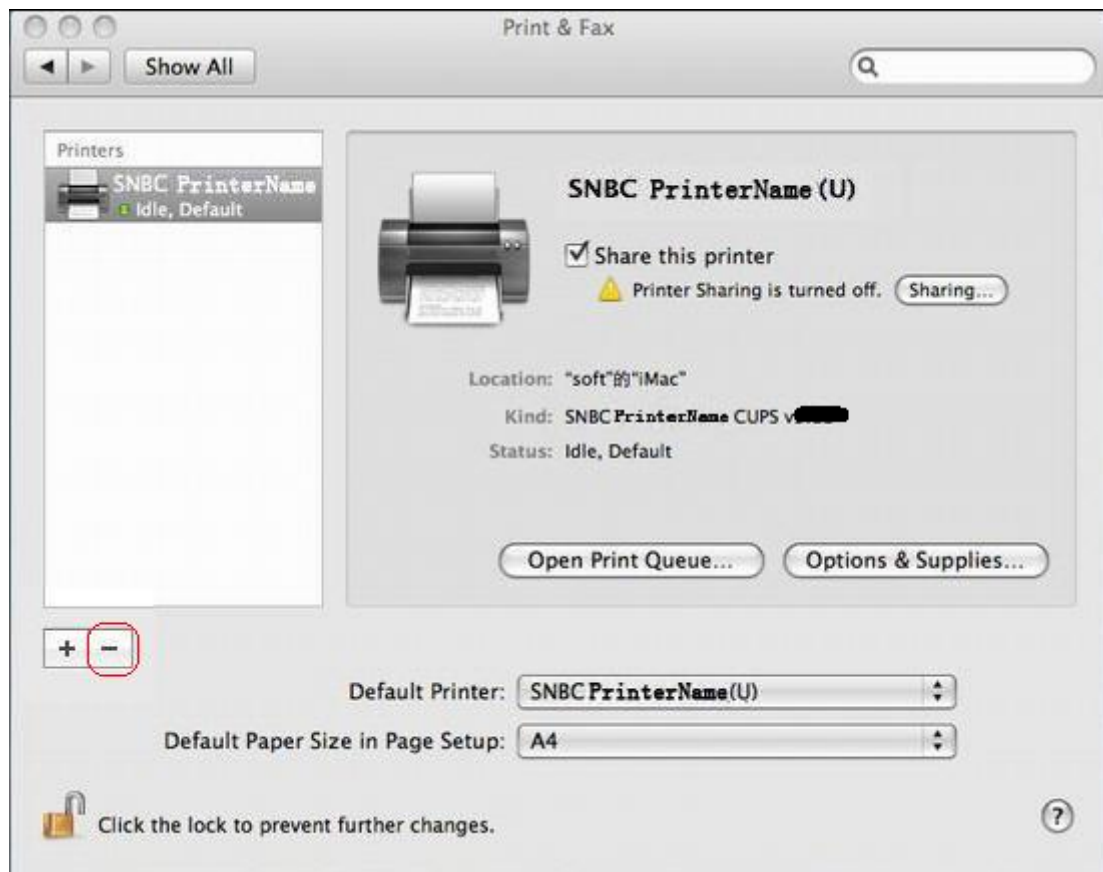 Print & Fax
Show All
Printers
SNBC PrinterName
Idle, Default
SNBC PrinterName (U)
Share this printer
Printer Sharing is turned off. Sharing...
Location: "soft"的"iMac"
Kind: SNBC PrinterName CUPS v
Status: Idle, Default
Open Print Queue... Options & Supplies...
+ −
Default Printer: SNBC PrinterName(U)
Default Paper Size in Page Setup: A4
Click the lock to prevent further changes. ?